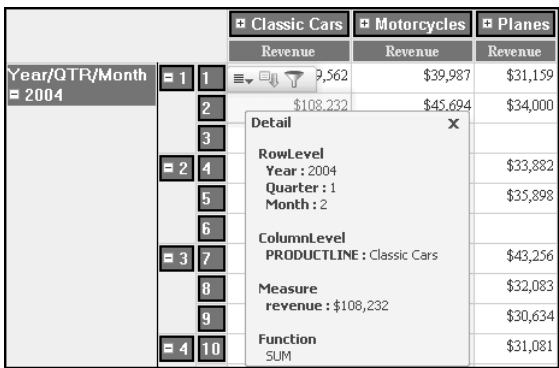 Classic Cars Motorcycles Planes
Revenue Revenue Revenue
Year/QTR/Month 1 1 9,562 $39,987 $31,159
2004
2 $108,232 $45,694 $34,000
Detail X
3
RowLevel
4 Year : 2004 $33,882
2
Quarter : 1
5 Month : 2 $35,898
6
ColumnLevel
3 7 PRODUCTLINE : Classic Cars $43,256
8 Measure $32,083
revenue : $108,232
9 $30,634
Function
4 10 SUM $31,081